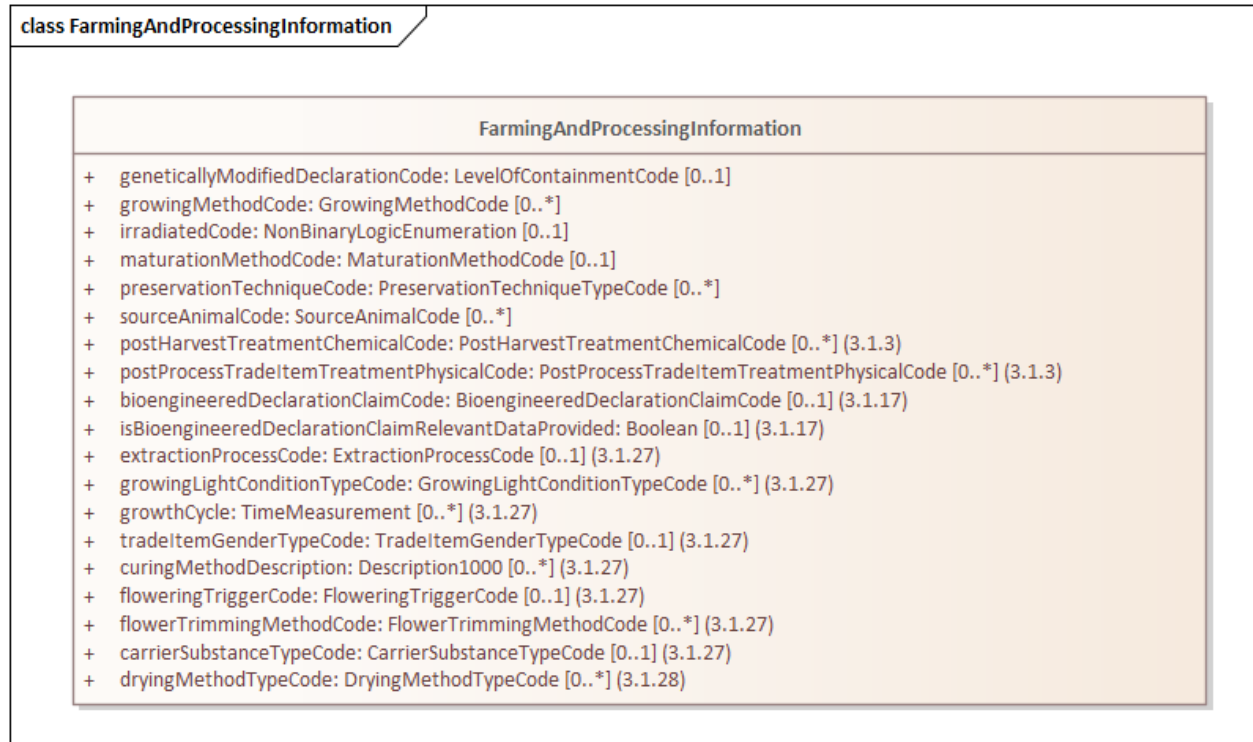 class FarmingAndProcessingInformation
FarmingAndProcessingInformation
+ geneticallyModifiedDeclarationCode: LevelOfContainmentCode [0..1]
+ growingMethodCode: GrowingMethodCode [0..*]
+ irradiatedCode: NonBinaryLogicEnumeration [0..1]
+ maturationMethodCode: MaturationMethodCode [0..1]
+ preservationTechniqueCode: PreservationTechniqueTypeCode [0..*]
+ sourceAnimalCode: SourceAnimalCode [0..*]
+ postHarvestTreatmentChemicalCode: PostHarvestTreatmentChemicalCode [0..*] (3.1.3)
+ postProcessTradeItemTreatmentPhysicalCode: PostProcessTradeItemTreatmentPhysicalCode [0..*] (3.1.3)
+ bioengineeredDeclarationClaimCode: BioengineeredDeclarationClaimCode [0..1] (3.1.17)
+ isBioengineeredDeclarationClaimRelevantDataProvided: Boolean [0..1] (3.1.17)
+ extractionProcessCode: ExtractionProcessCode [0..1] (3.1.27)
+ growingLightConditionTypeCode: GrowingLightConditionTypeCode [0..*] (3.1.27)
+ growthCycle: TimeMeasurement [0..*] (3.1.27)
+ tradeItemGenderTypeCode: TradeItemGenderTypeCode [0..1] (3.1.27)
+ curingMethodDescription: Description1000 [0..*] (3.1.27)
+ floweringTriggerCode: FloweringTriggerCode [0..1] (3.1.27)
+ flowerTrimmingMethodCode: FlowerTrimmingMethodCode [0..*] (3.1.27)
+ carrierSubstanceTypeCode: CarrierSubstanceTypeCode [0..1] (3.1.27)
+ dryingMethodTypeCode: DryingMethodTypeCode [0..*] (3.1.28)